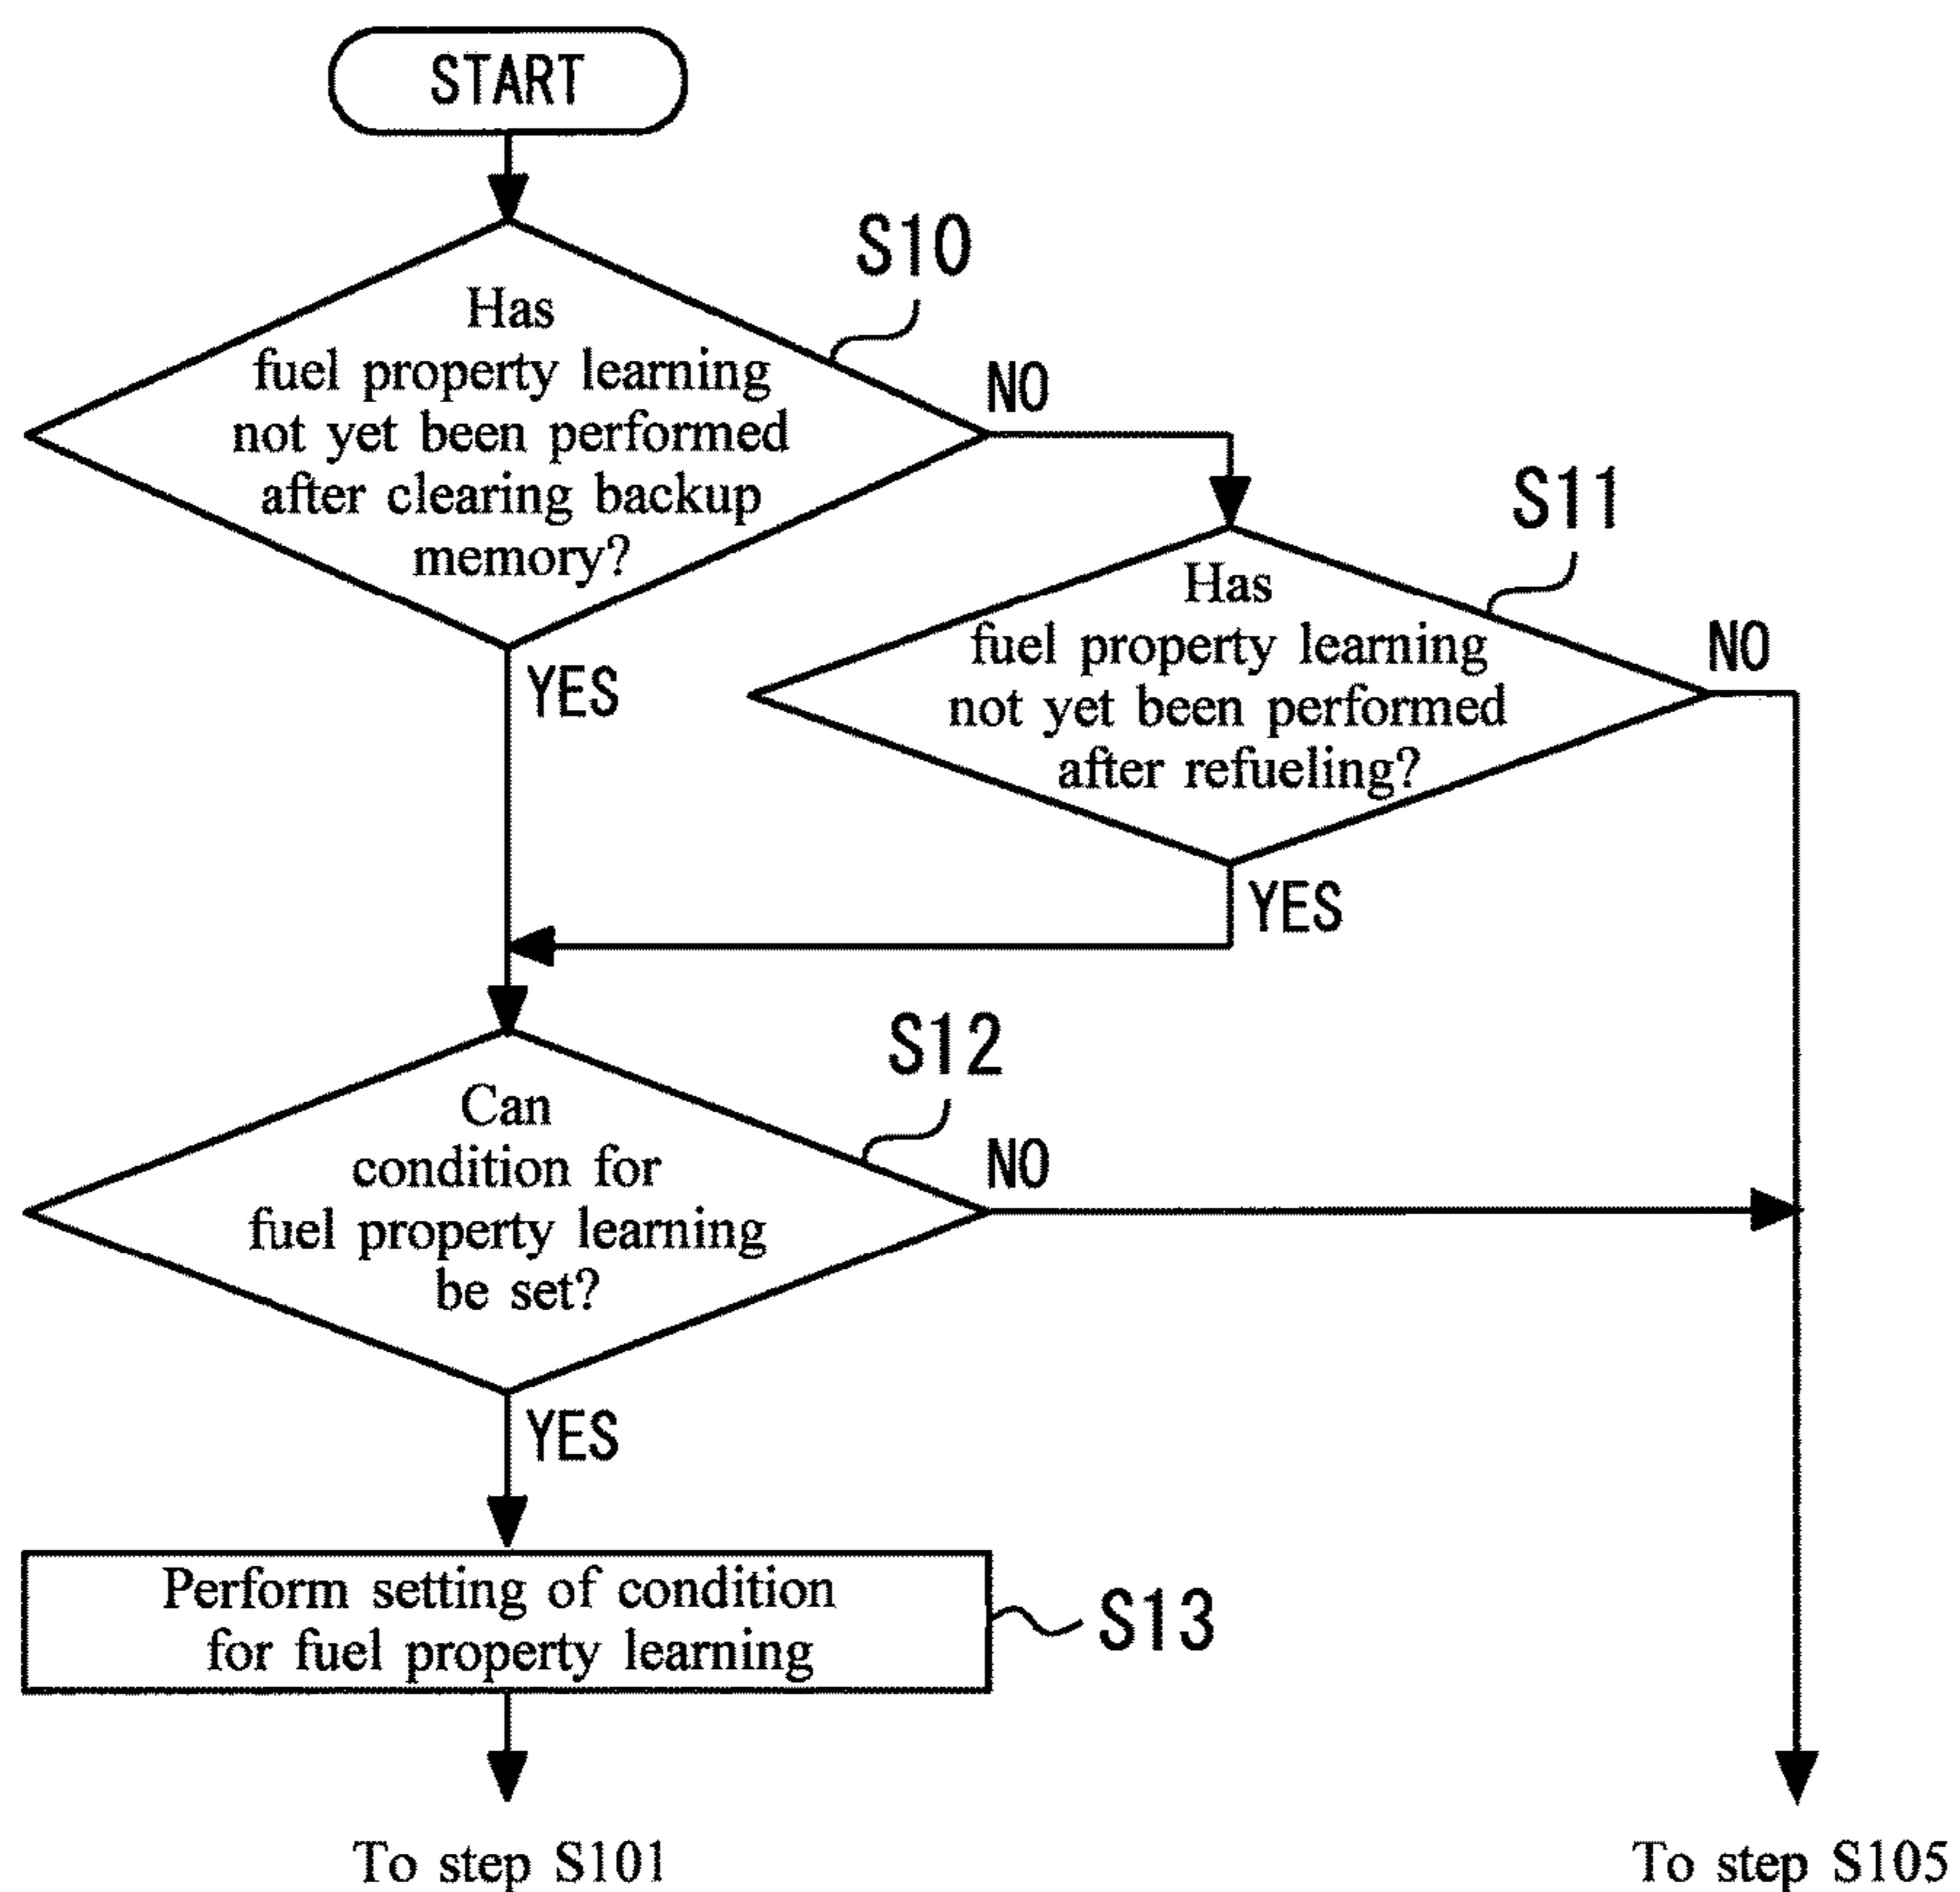 START
S10
Has
fuel property learning
not yet been performed
after clearing backup
memory?
NO
YES
S11
Has
fuel property learning
not yet been performed
after refueling?
NO
YES
S12
Can
condition for
fuel property learning
be set?
NO
YES
Perform setting of condition
for fuel property learning
S13
To step S101
To step S105